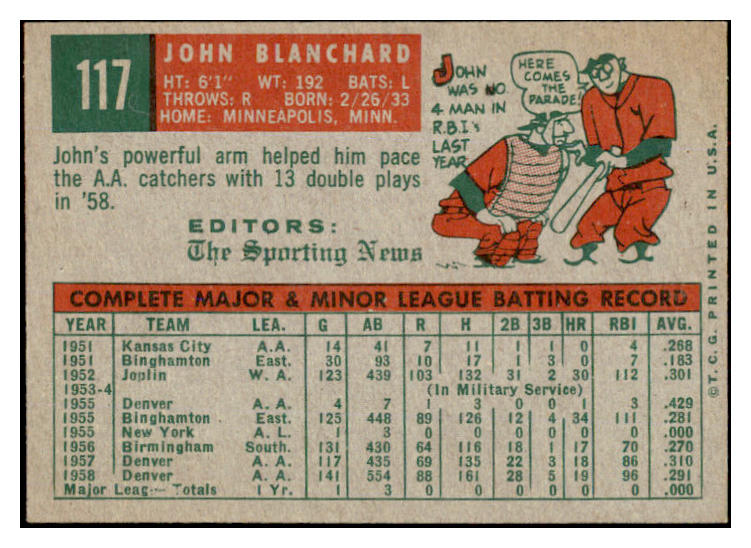 117
JOHN BLANCHARD
HT: 6'1" WT: 192 BATS: L
THROWS: R BORN: 2/26/33
HOME: MINNEAPOLIS, MINN.
John's powerful arm helped him pace
the A.A. catchers with 13 double plays
in '58.
EDITORS:
The Sporting News
JOHN
WAS NO.
4 MAN IN
R.B.I.'s
LAST
YEAR
HERE
COMES
THE
PARADE!
COMPLETE MAJOR & MINOR LEAGUE BATTING RECORD
YEAR TEAM LEA. G AB R H 2B 3B HR RBI AVG.
1951 Kansas City A.A. 14 41 7 11 1 1 0 4 .268
1951 Binghamton East. 30 93 10 17 1 3 0 7 .183
1952 Joplin W. A. 123 439 103 132 31 2 30 112 .301
1953-4 (In Military Service)
1955 Denver A. A. 4 7 1 3 0 0 1 3 .429
1955 Binghamton East. 125 448 89 126 12 4 34 111 .281
1955 New York A. L. 1 3 0 0 0 0 0 0 .000
1956 Birmingham South. 131 430 64 116 18 1 17 70 .270
1957 Denver A. A. 117 435 69 135 22 3 18 86 .310
1958 Denver A. A. 141 554 88 161 28 5 19 96 .291
Major Leag— Totals 1 Yr. 1 3 0 0 0 0 0 0 .000
©T.C.G. PRINTED IN U.S.A.